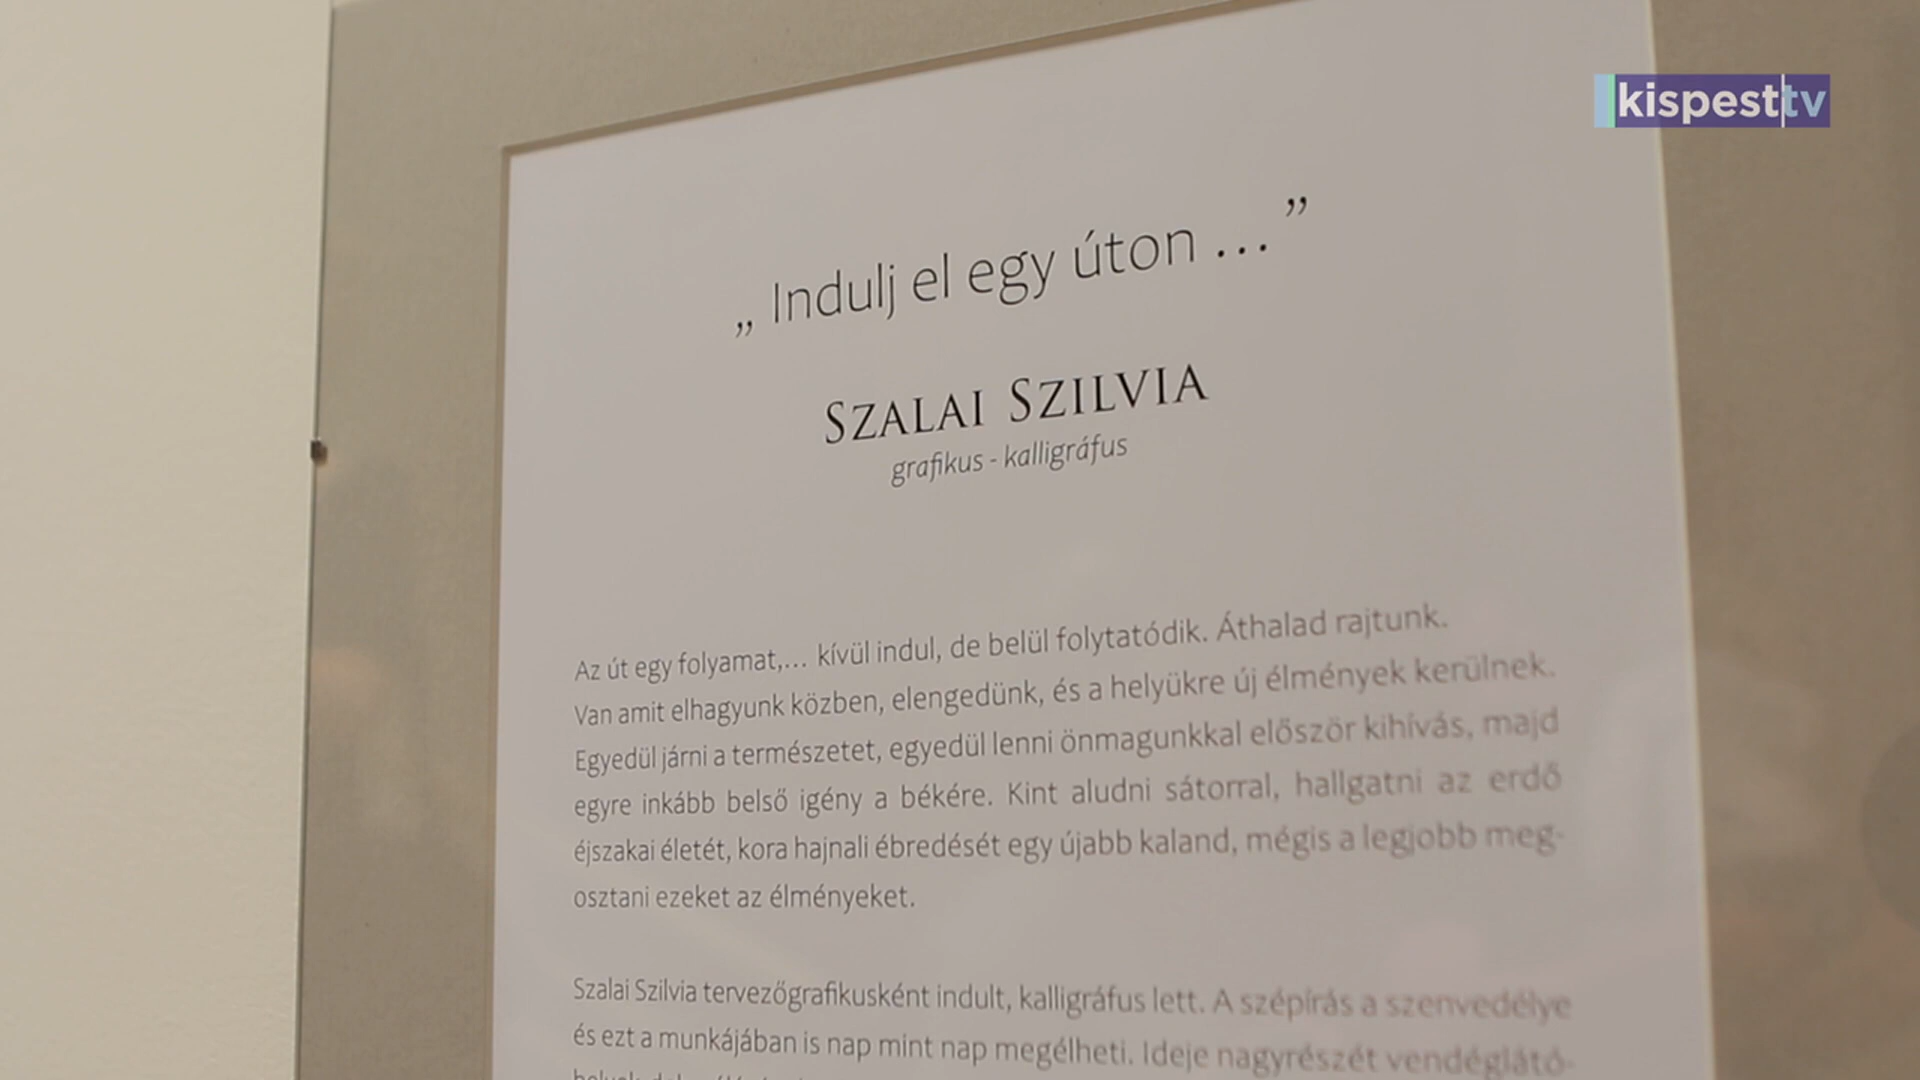 kispest tv
„ Indulj el egy úton ... ”
SZALAI SZILVIA
grafikus - kalligráfus
Az út egy folyamat,... kívül indul, de belül folytatódik. Áthalad rajtunk.
Van amit elhagyunk közben, elengedünk, és a helyükre új élmények kerülnek.
Egyedül járni a természetet, egyedül lenni önmagunkkal először kihívás, majd
egyre inkább belső igény a békére. Kint aludni sátorral, hallgatni az erdő
éjszakai életét, kora hajnali ébredését egy újabb kaland, mégis a legjobb meg-
osztani ezeket az élményeket.
Szalai Szilvia tervezőgrafikusként indult, kalligráfus lett. A szépírás a szenvedélye
és ezt a munkájában is nap mint nap megélheti. Ideje nagyrészét vendéglátó-